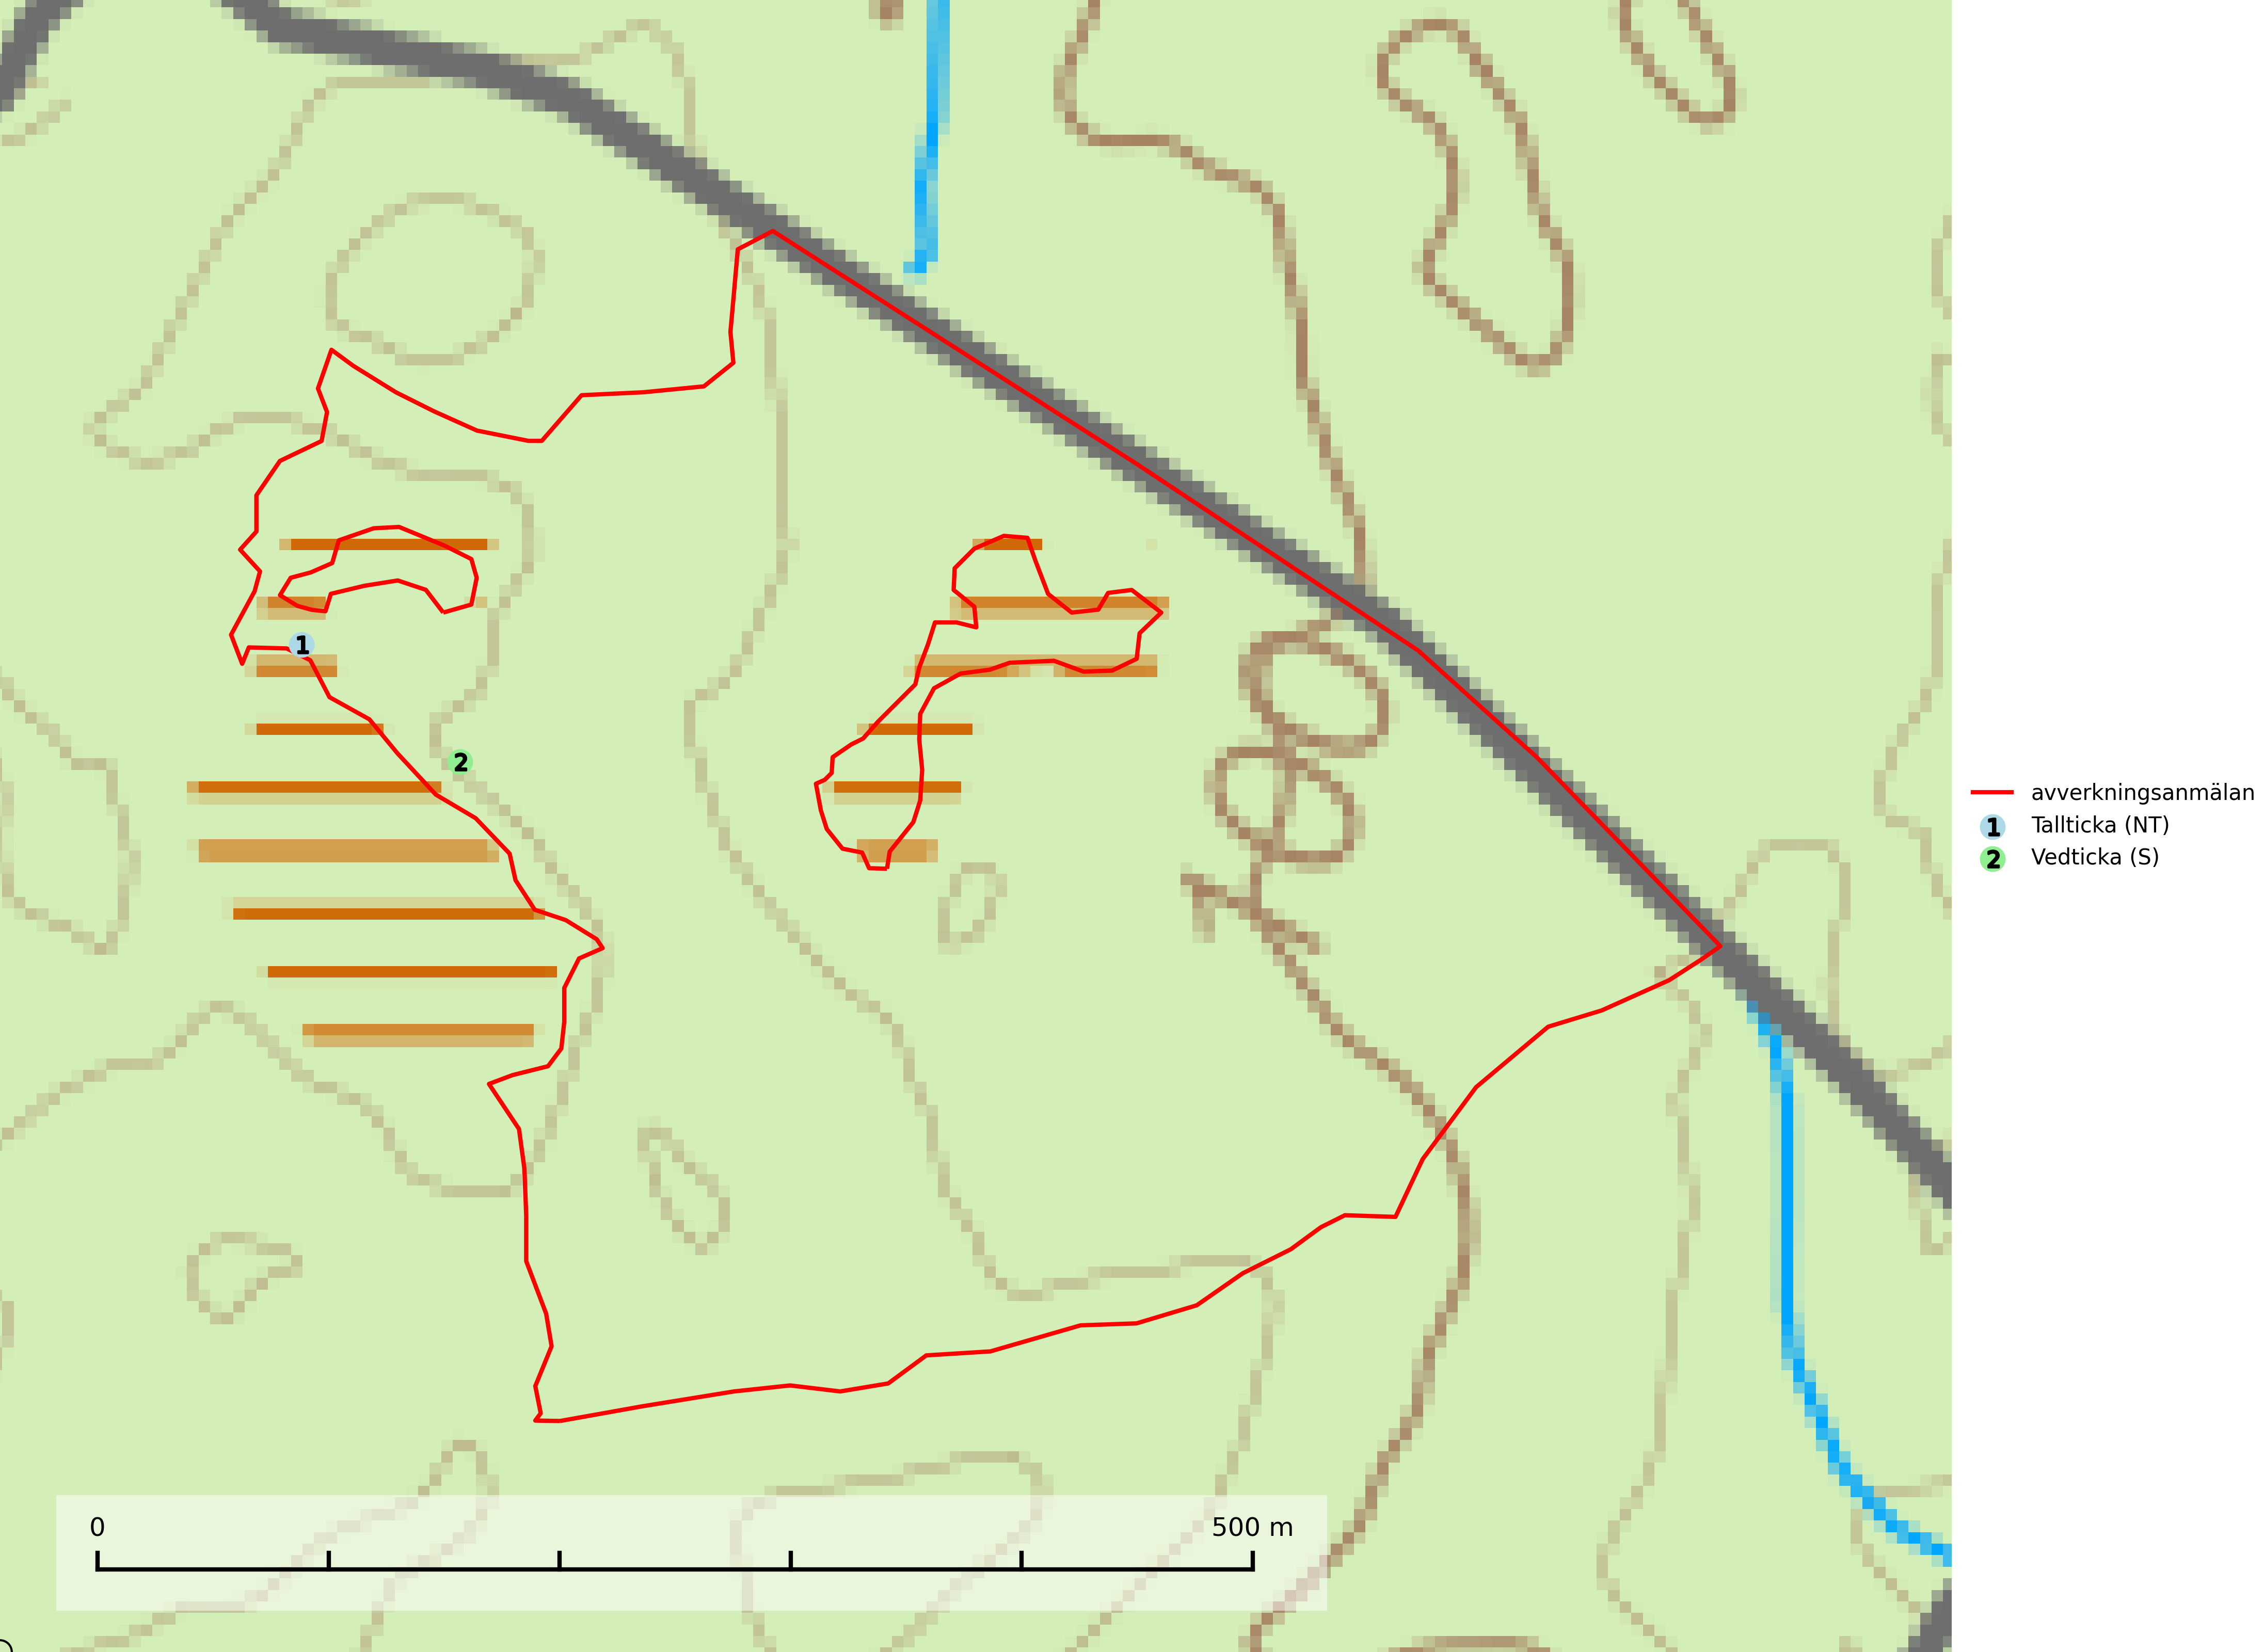 1
2
avverkningsanmälan
1 Tallticka (NT)
2 Vedticka (S)
0 500 m